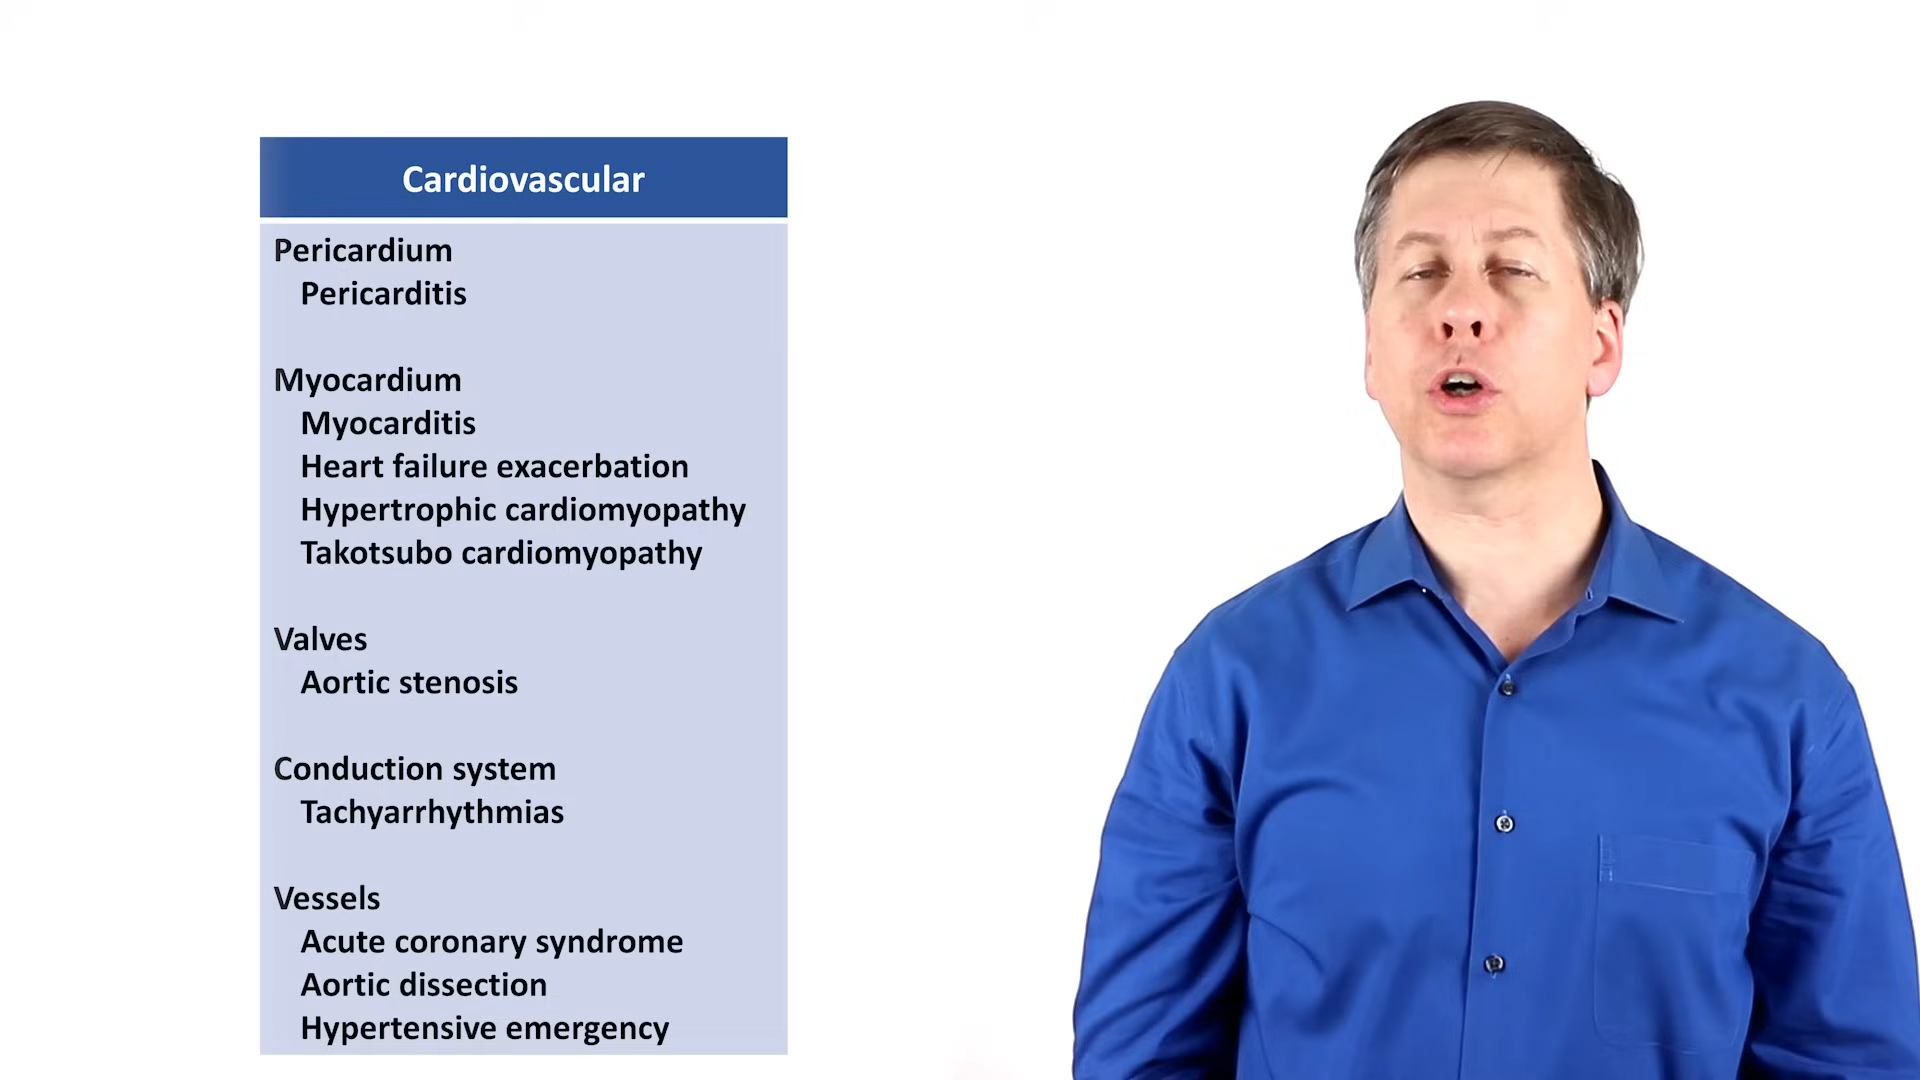 Cardiovascular
Pericardium
Pericarditis
Myocardium
Myocarditis
Heart failure exacerbation
Hypertrophic cardiomyopathy
Takotsubo cardiomyopathy
Valves
Aortic stenosis
Conduction system
Tachyarrhythmias
Vessels
Acute coronary syndrome
Aortic dissection
Hypertensive emergency